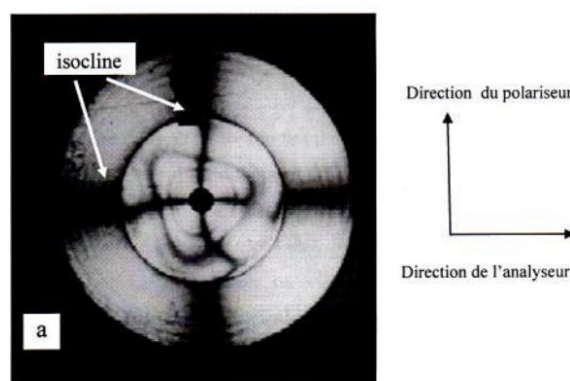 isocline
Direction du polariseur
Direction de l'analyseur
a